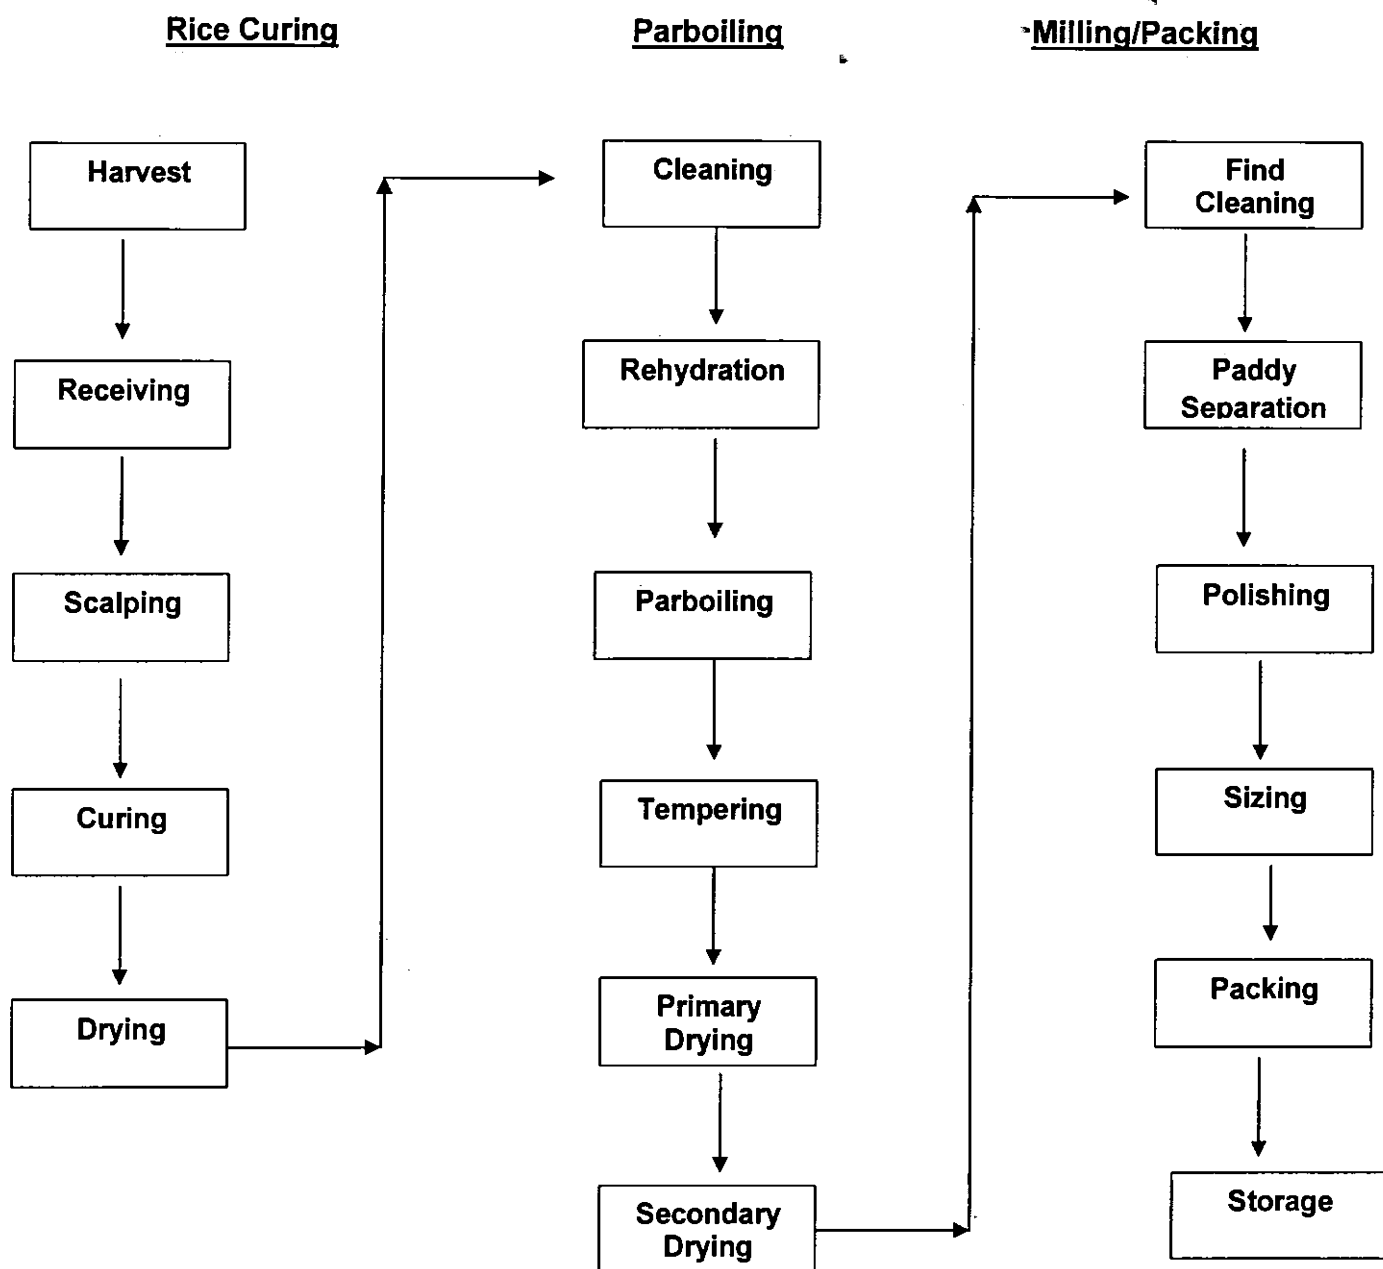 Rice Curing
Harvest
Receiving
Scalping
Curing
Drying
Parboiling
Cleaning
Rehydration
Parboiling
Tempering
Primary
Drying
Secondary
Drying
Milling/Packing
Find
Cleaning
Paddy
Separation
Polishing
Sizing
Packing
Storage